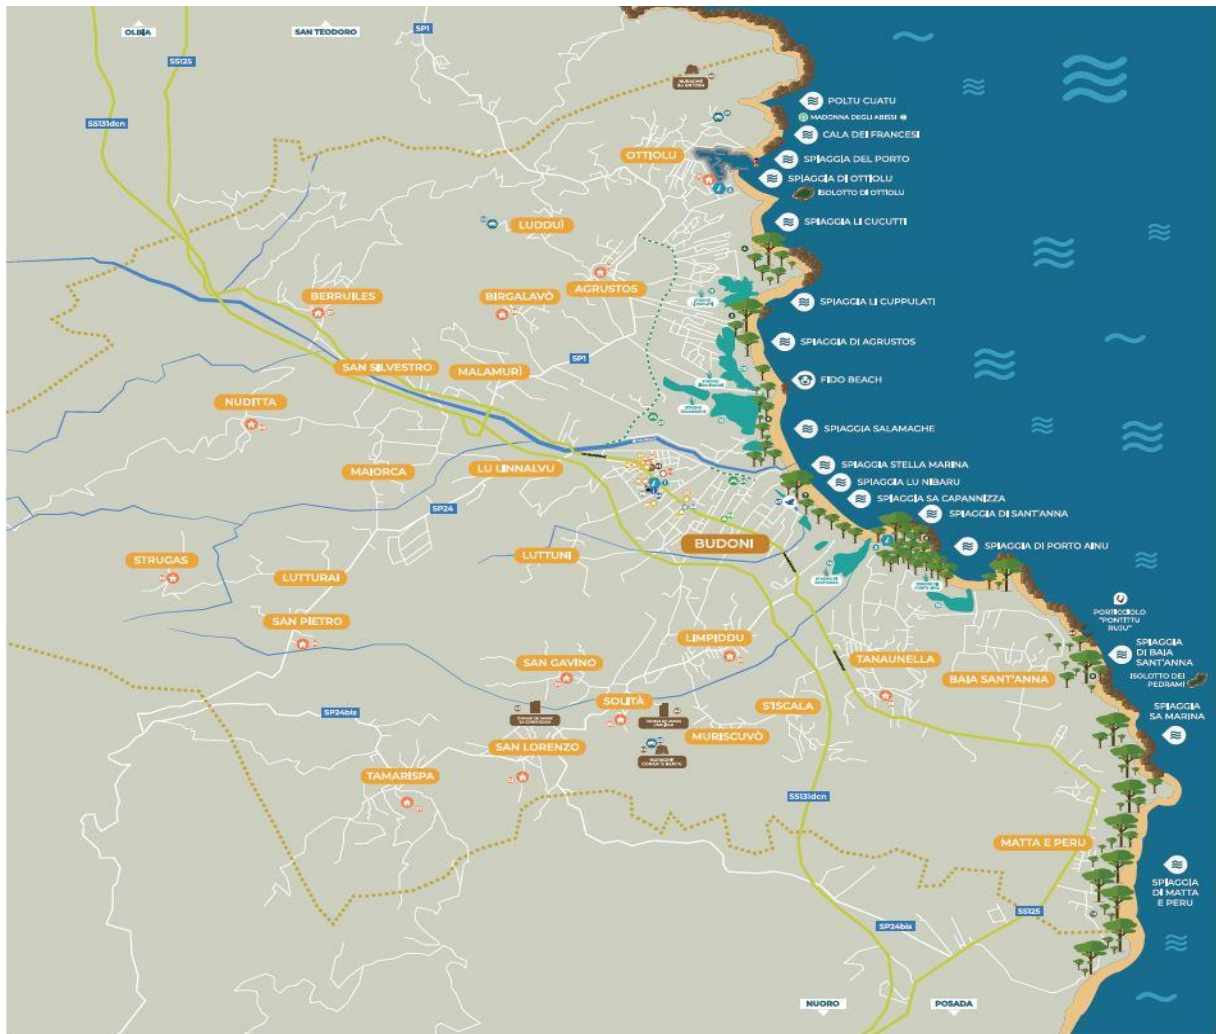 OLBIA
SAN TEODORO
SP1
SS125
SS131dcn
POLTU CUATU
MADONNA DEGLI ABISSI
CALA DEI FRANCESI
OTTIOLU
SPIAGGIA DEL PORTO
SPIAGGIA DI OTTIOLU
ISOLOTTO DI OTTIOLU
LUDDUÌ
SPIAGGIA LI CUCUTTI
AGRUSTOS
BERRUILES
BIRGALAVÒ
SPIAGGIA LI CUPPULATI
SPIAGGIA DI AGRUSTOS
SP1
SAN SILVESTRO
MALAMURÌ
FIDO BEACH
NUDITTA
SPIAGGIA SALAMAGHE
MAIORCA
LU LINNALVU
SPIAGGIA STELLA MARINA
SPIAGGIA LU NIBARU
SPIAGGIA SA CAPANNIZZA
SP24
SPIAGGIA DI SANT'ANNA
BUDONI
SPIAGGIA DI PORTO AINU
STRUGAS
LUTTUNI
LUTTURAI
SAN PIETRO
PORTICCIOLO
"PONTITTU
RUJU"
LIMPIDDU
SAN GAVINO
TANAUNELLA
BAIA SANT'ANNA
SPIAGGIA
DI BAIA
SANT'ANNA
ISOLOTTO DEI
PEDRAMI
SOLITÀ
S'ISCALA
SPIAGGIA
SA MARINA
SP24bis
MURISCUVÒ
SAN LORENZO
TAMARISPA
SS131dcn
MATTA E PERU
SPIAGGIA
DI MATTA
E PERU
SS125
SP24bis
NUORO
POSADA